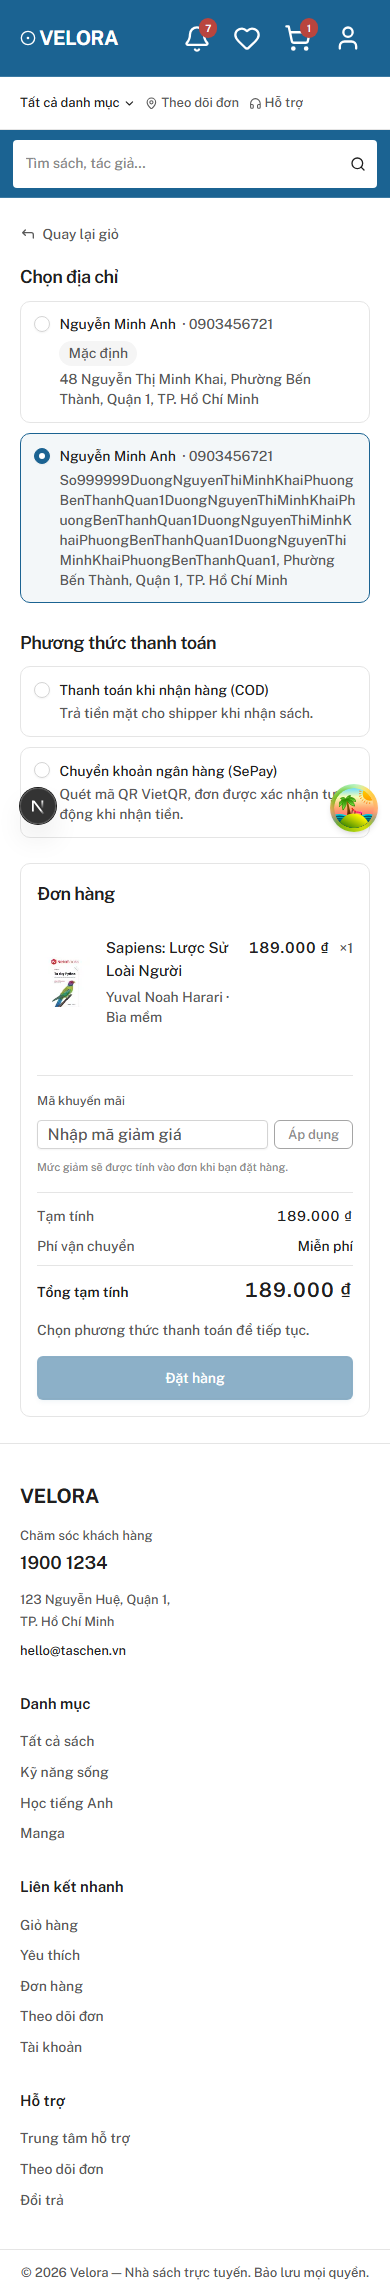 VELORA
7
1
Tất cả danh mục
Theo dõi đơn
Hỗ trợ
Tìm sách, tác giả...
Quay lại giỏ
Chọn địa chỉ
Nguyễn Minh Anh · 0903456721
Mặc định
48 Nguyễn Thị Minh Khai, Phường Bến
Thành, Quận 1, TP. Hồ Chí Minh
Nguyễn Minh Anh · 0903456721
So999999DuongNguyenThiMinhKhaiPhuong
BenThanhQuan1DuongNguyenThiMinhKhaiPh
uongBenThanhQuan1DuongNguyenThiMinhK
haiPhuongBenThanhQuan1DuongNguyenThi
MinhKhaiPhuongBenThanhQuan1, Phường
Bến Thành, Quận 1, TP. Hồ Chí Minh
Phương thức thanh toán
Thanh toán khi nhận hàng (COD)
Trả tiền mặt cho shipper khi nhận sách.
Chuyển khoản ngân hàng (SePay)
Quét mã QR VietQR, đơn được xác nhận tự
động khi nhận tiền.
N
Đơn hàng
Sapiens: Lược Sử
Loài Người
189.000 ₫ ×1
Yuval Noah Harari ·
Bìa mềm
Mã khuyến mãi
Nhập mã giảm giá
Áp dụng
Mức giảm sẽ được tính vào đơn khi bạn đặt hàng.
Tạm tính 189.000 ₫
Phí vận chuyển Miễn phí
Tổng tạm tính 189.000 ₫
Chọn phương thức thanh toán để tiếp tục.
Đặt hàng
VELORA
Chăm sóc khách hàng
1900 1234
123 Nguyễn Huệ, Quận 1,
TP. Hồ Chí Minh
hello@taschen.vn
Danh mục
Tất cả sách
Kỹ năng sống
Học tiếng Anh
Manga
Liên kết nhanh
Giỏ hàng
Yêu thích
Đơn hàng
Theo dõi đơn
Tài khoản
Hỗ trợ
Trung tâm hỗ trợ
Theo dõi đơn
Đổi trả
© 2026 Velora — Nhà sách trực tuyến. Bảo lưu mọi quyền.